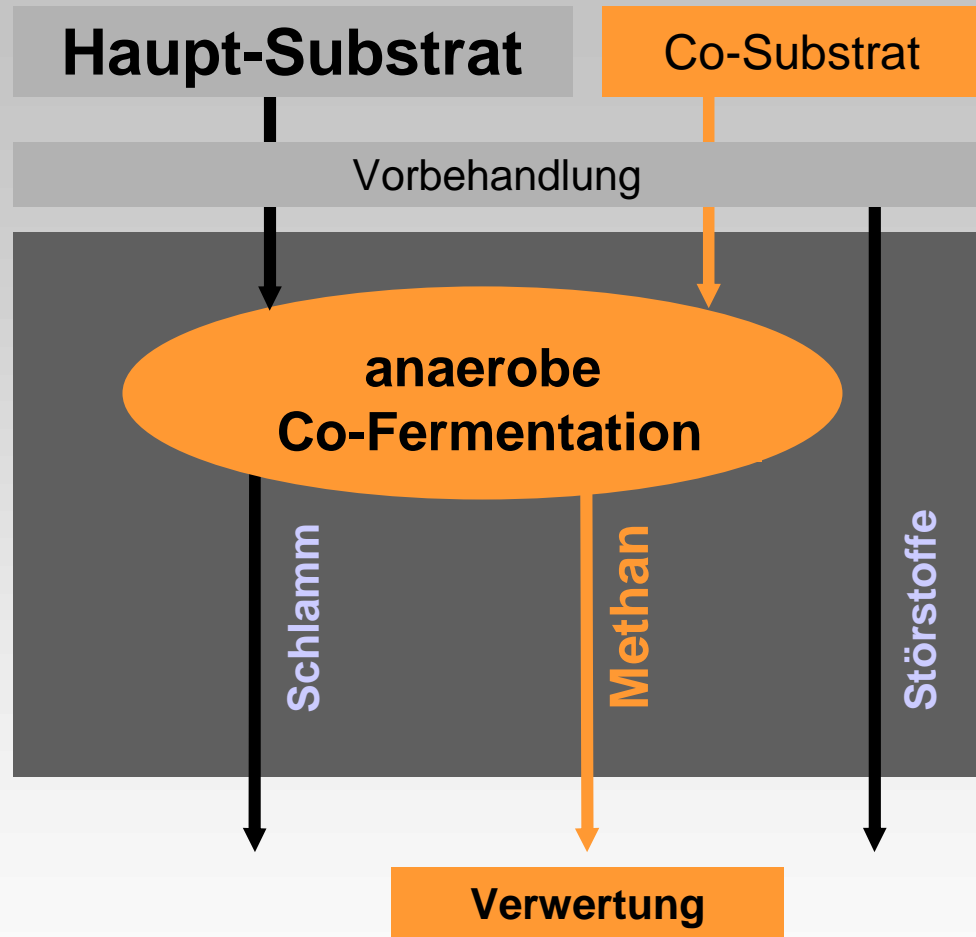 Haupt-Substrat
Co-Substrat
Vorbehandlung
anaerobe
Co-Fermentation
Schlamm
Methan
Störstoffe
Verwertung